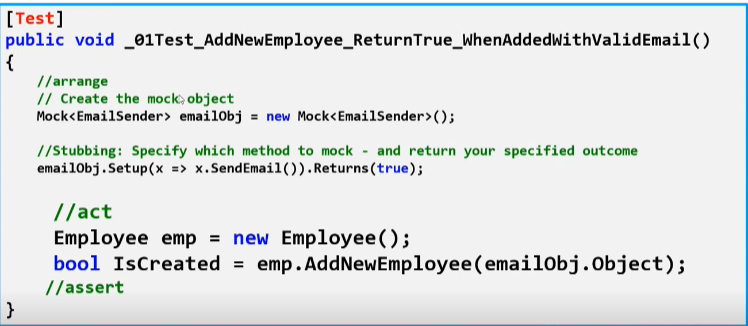 [Test]
public void _01Test_AddNewEmployee_ReturnTrue_WhenAddedWithValidEmail()
{
//arrange
// Create the mock object
Mock<EmailSender> emailObj = new Mock<EmailSender>();
//Stubbing: Specify which method to mock - and return your specified outcome
emailObj.Setup(x => x.SendEmail()).Returns(true);
//act
Employee emp = new Employee();
bool IsCreated = emp.AddNewEmployee(emailObj.Object);
//assert
}